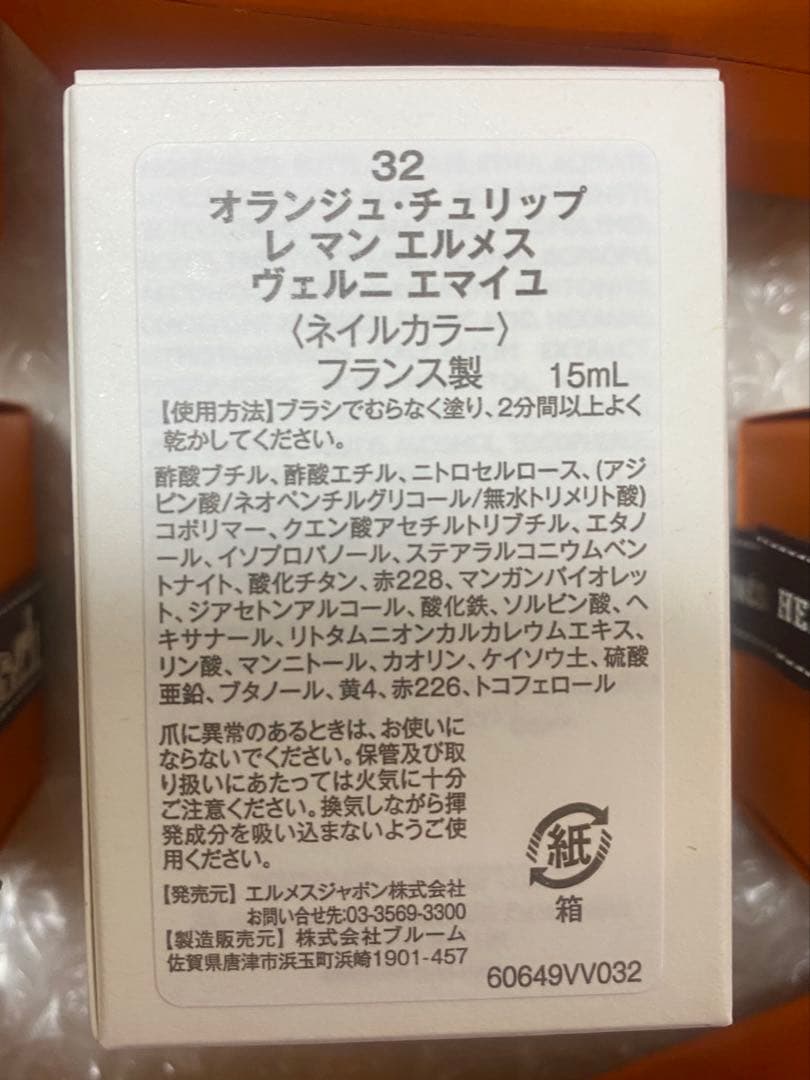 32
オランジュ・チュリップ
レ マン エルメス
ヴェルニ エマイユ
〈ネイルカラー〉
フランス製 15mL
【使用方法】ブラシでむらなく塗り、2分間以上よく
乾かしてください。
酢酸ブチル、酢酸エチル、ニトロセルロース、(アジ
ピン酸/ネオペンチルグリコール/無水トリメリト酸)
コポリマー、クエン酸アセチルトリブチル、エタノ
ール、イソプロパノール、ステアラルコニウムベン
トナイト、酸化チタン、赤228、マンガンバイオレッ
ト、ジアセトンアルコール、酸化鉄、ソルビン酸、ヘ
キサナール、リトタムニオンカルカレウムエキス、
リン酸、マンニトール、カオリン、ケイソウ土、硫酸
亜鉛、ブタノール、黄4、赤226、トコフェロール
爪に異常のあるときは、お使いに
ならないでください。保管及び取
り扱いにあたっては火気に十分
ご注意ください。換気しながら揮
発成分を吸い込まないようご使
用ください。
紙
箱
【発売元】エルメスジャポン株式会社
お問い合せ先:03-3569-3300
【製造販売元】株式会社ブルーム
佐賀県唐津市浜玉町浜崎1901-457
60649VV032
HE